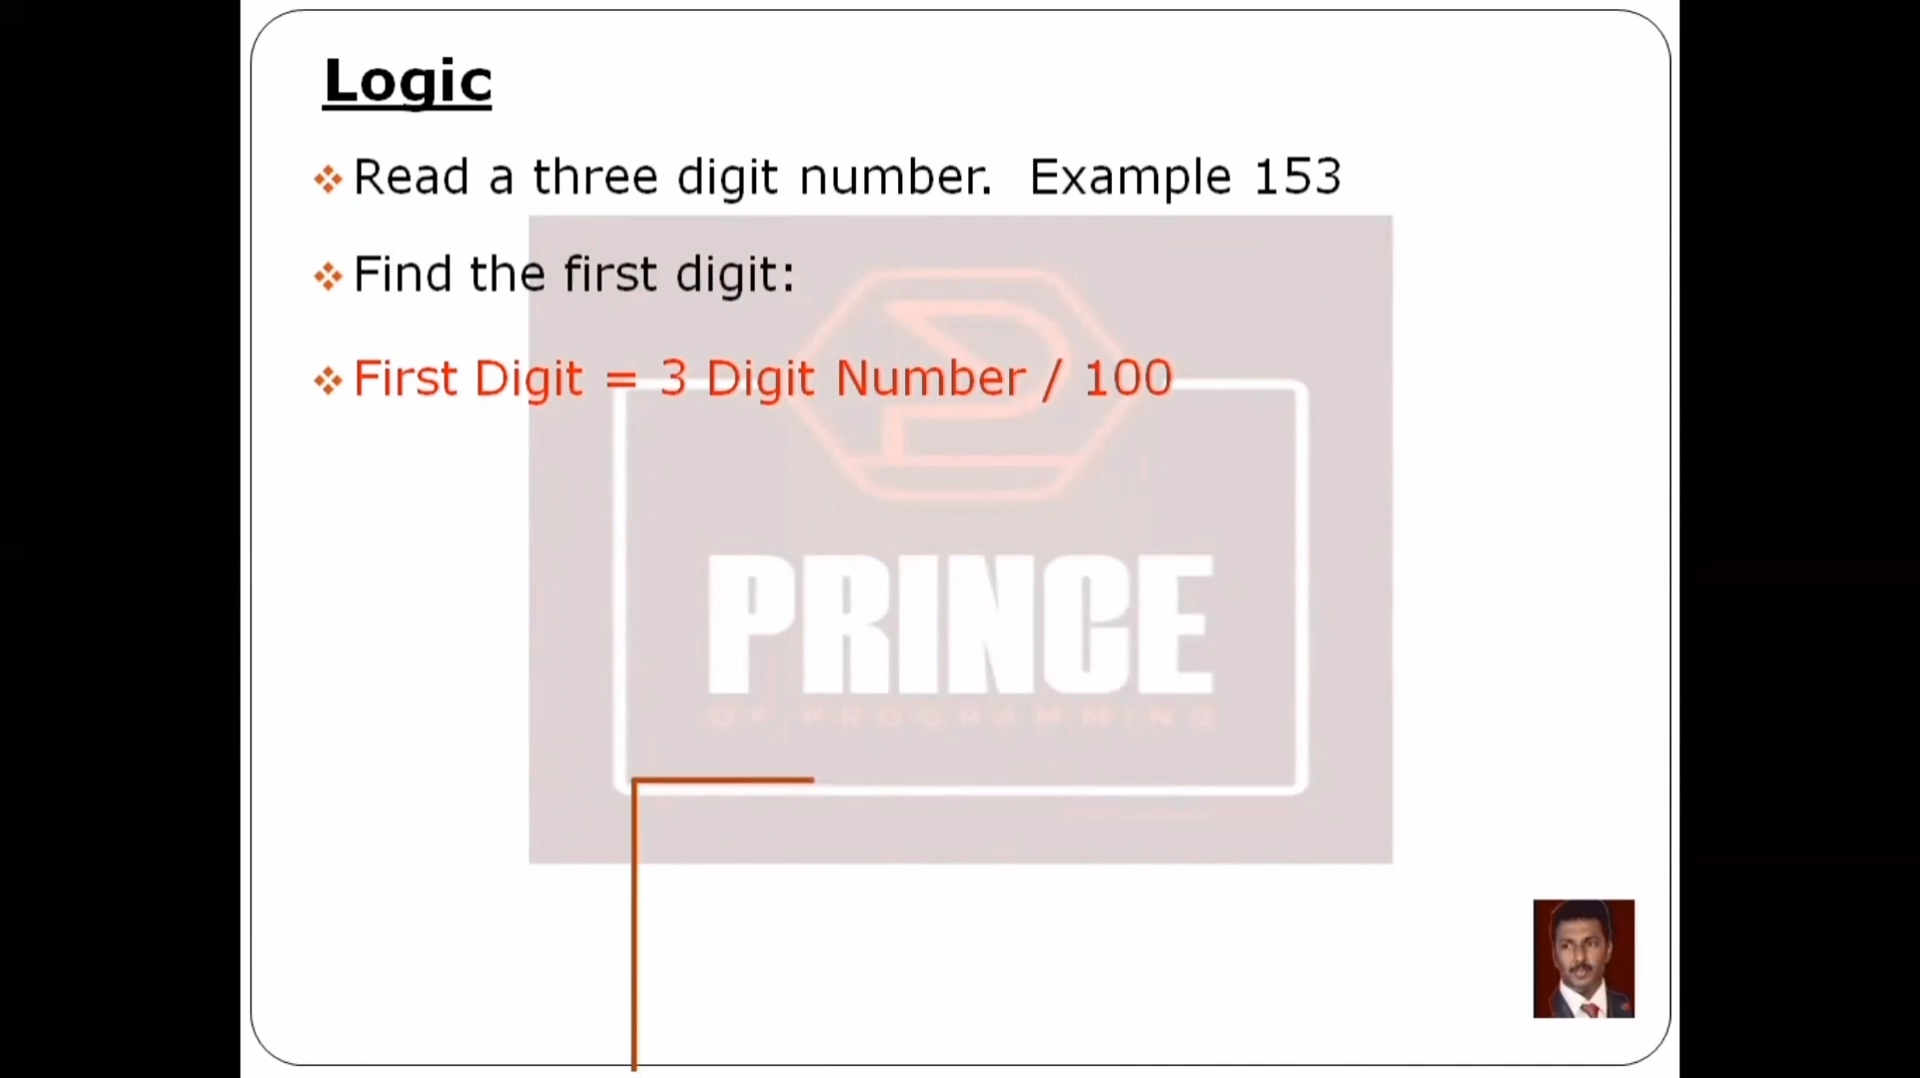 Logic
Read a three digit number. Example 153
Find the first digit:
First Digit = 3 Digit Number / 100
PRINCE
OF PROGRAMMING